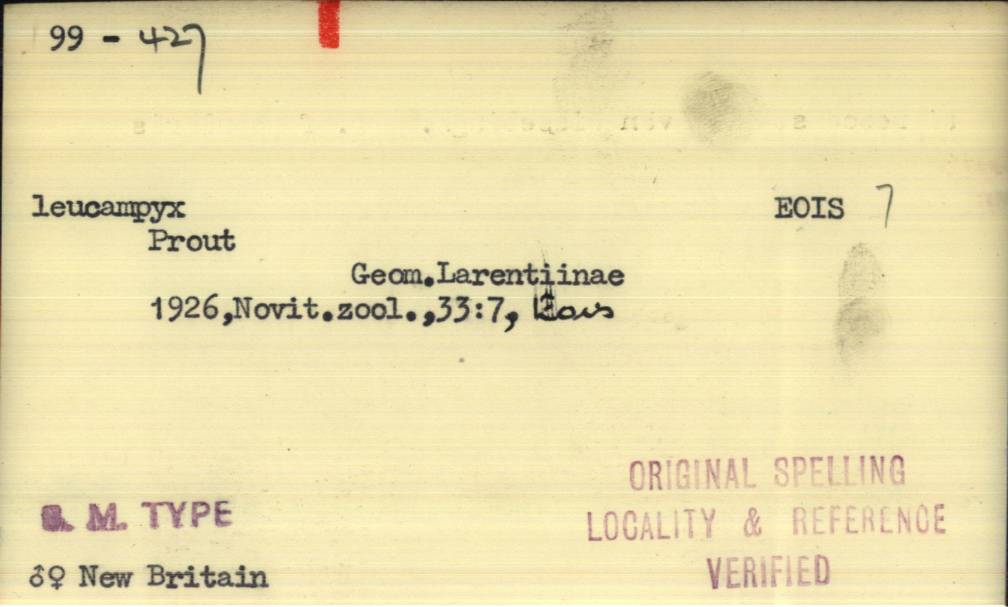 99 - 427
leucampyx
EOIS 7
Prout
Geom.Larentiinae
1926,Novit.zool.,33:7, Eois
B. M. TYPE
♂♀ New Britain
ORIGINAL SPELLING
LOCALITY & REFERENCE
VERIFIED